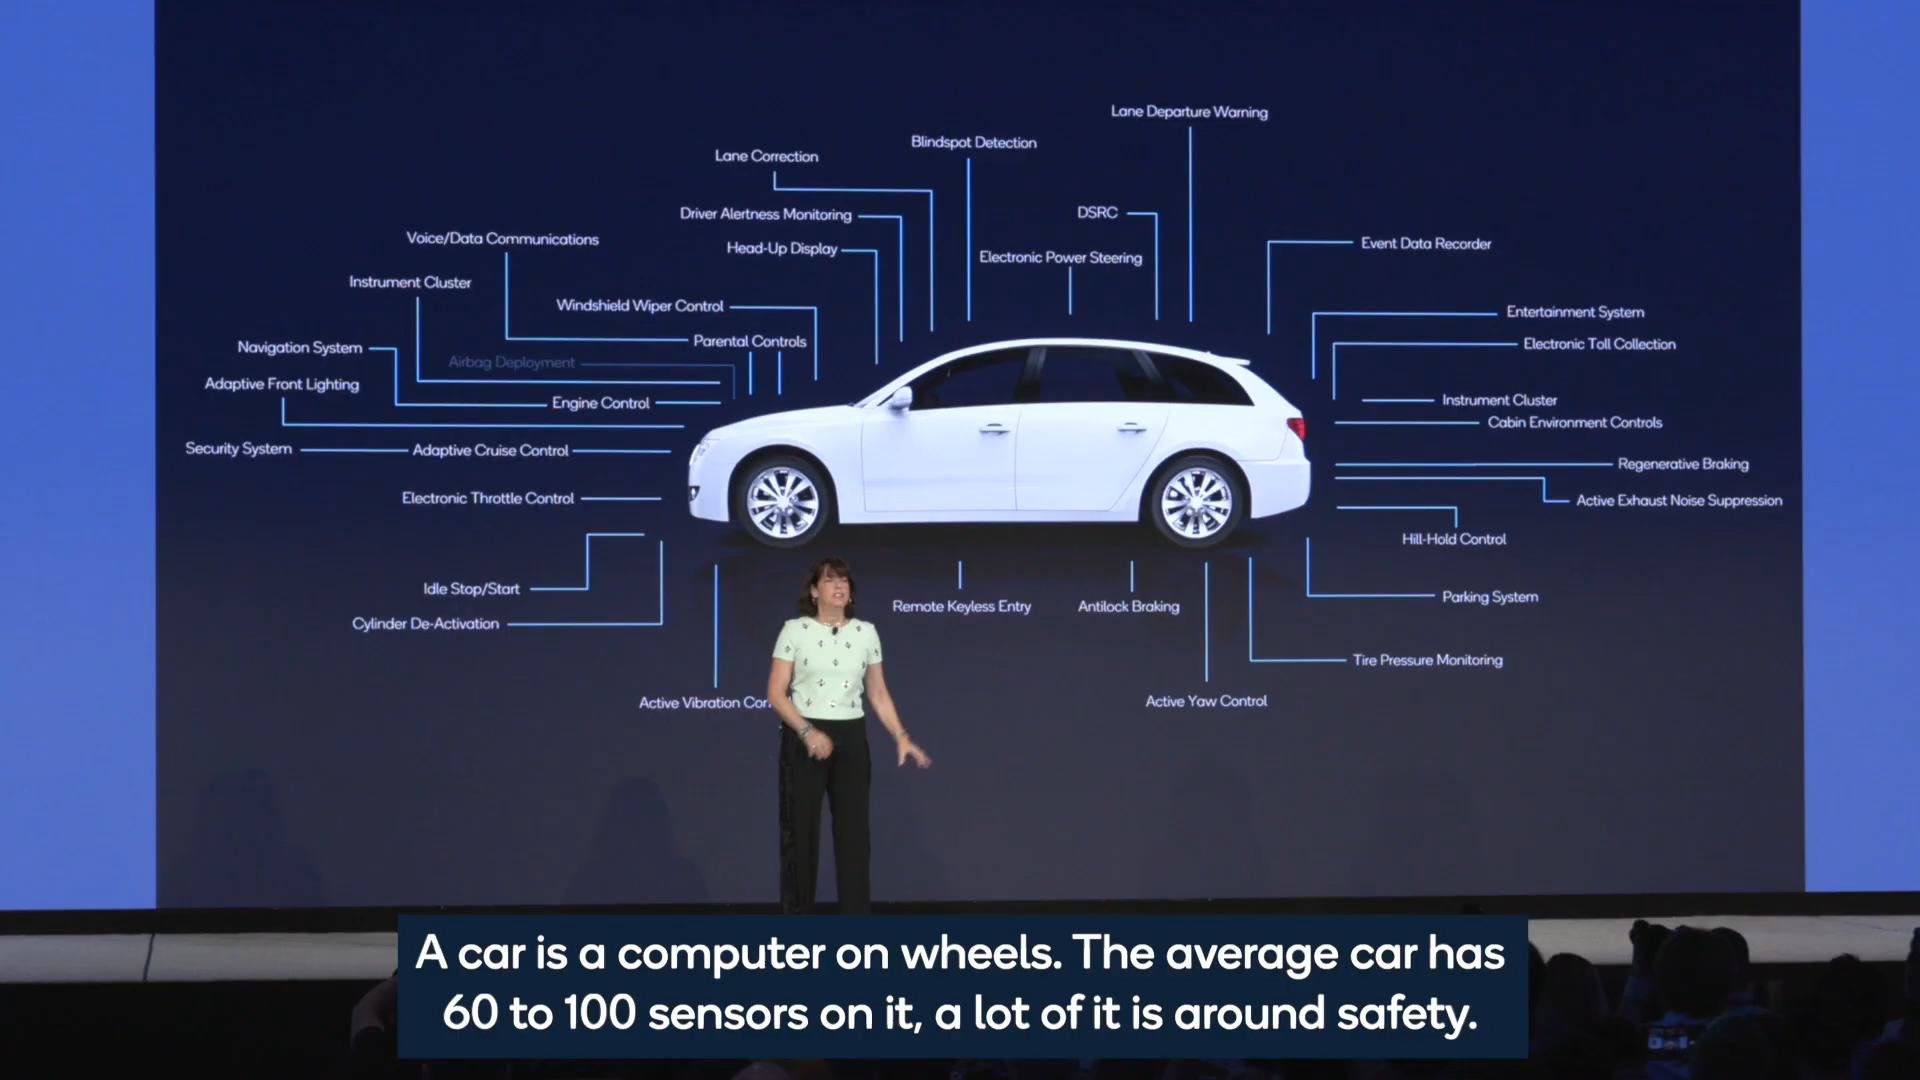 Lane Departure Warning
Blindspot Detection
Lane Correction
DSRC
Driver Alertness Monitoring
Voice/Data Communications
Event Data Recorder
Head-Up Display
Electronic Power Steering
Instrument Cluster
Windshield Wiper Control
Entertainment System
Parental Controls
Electronic Toll Collection
Navigation System
Airbag Deployment
Adaptive Front Lighting
Instrument Cluster
Engine Control
Cabin Environment Controls
Security System
Adaptive Cruise Control
Regenerative Braking
Electronic Throttle Control
Active Exhaust Noise Suppression
Hill-Hold Control
Idle Stop/Start
Parking System
Remote Keyless Entry
Antilock Braking
Cylinder De-Activation
Tire Pressure Monitoring
Active Vibration
Active Yaw Control
A car is a computer on wheels. The average car has
60 to 100 sensors on it, a lot of it is around safety.